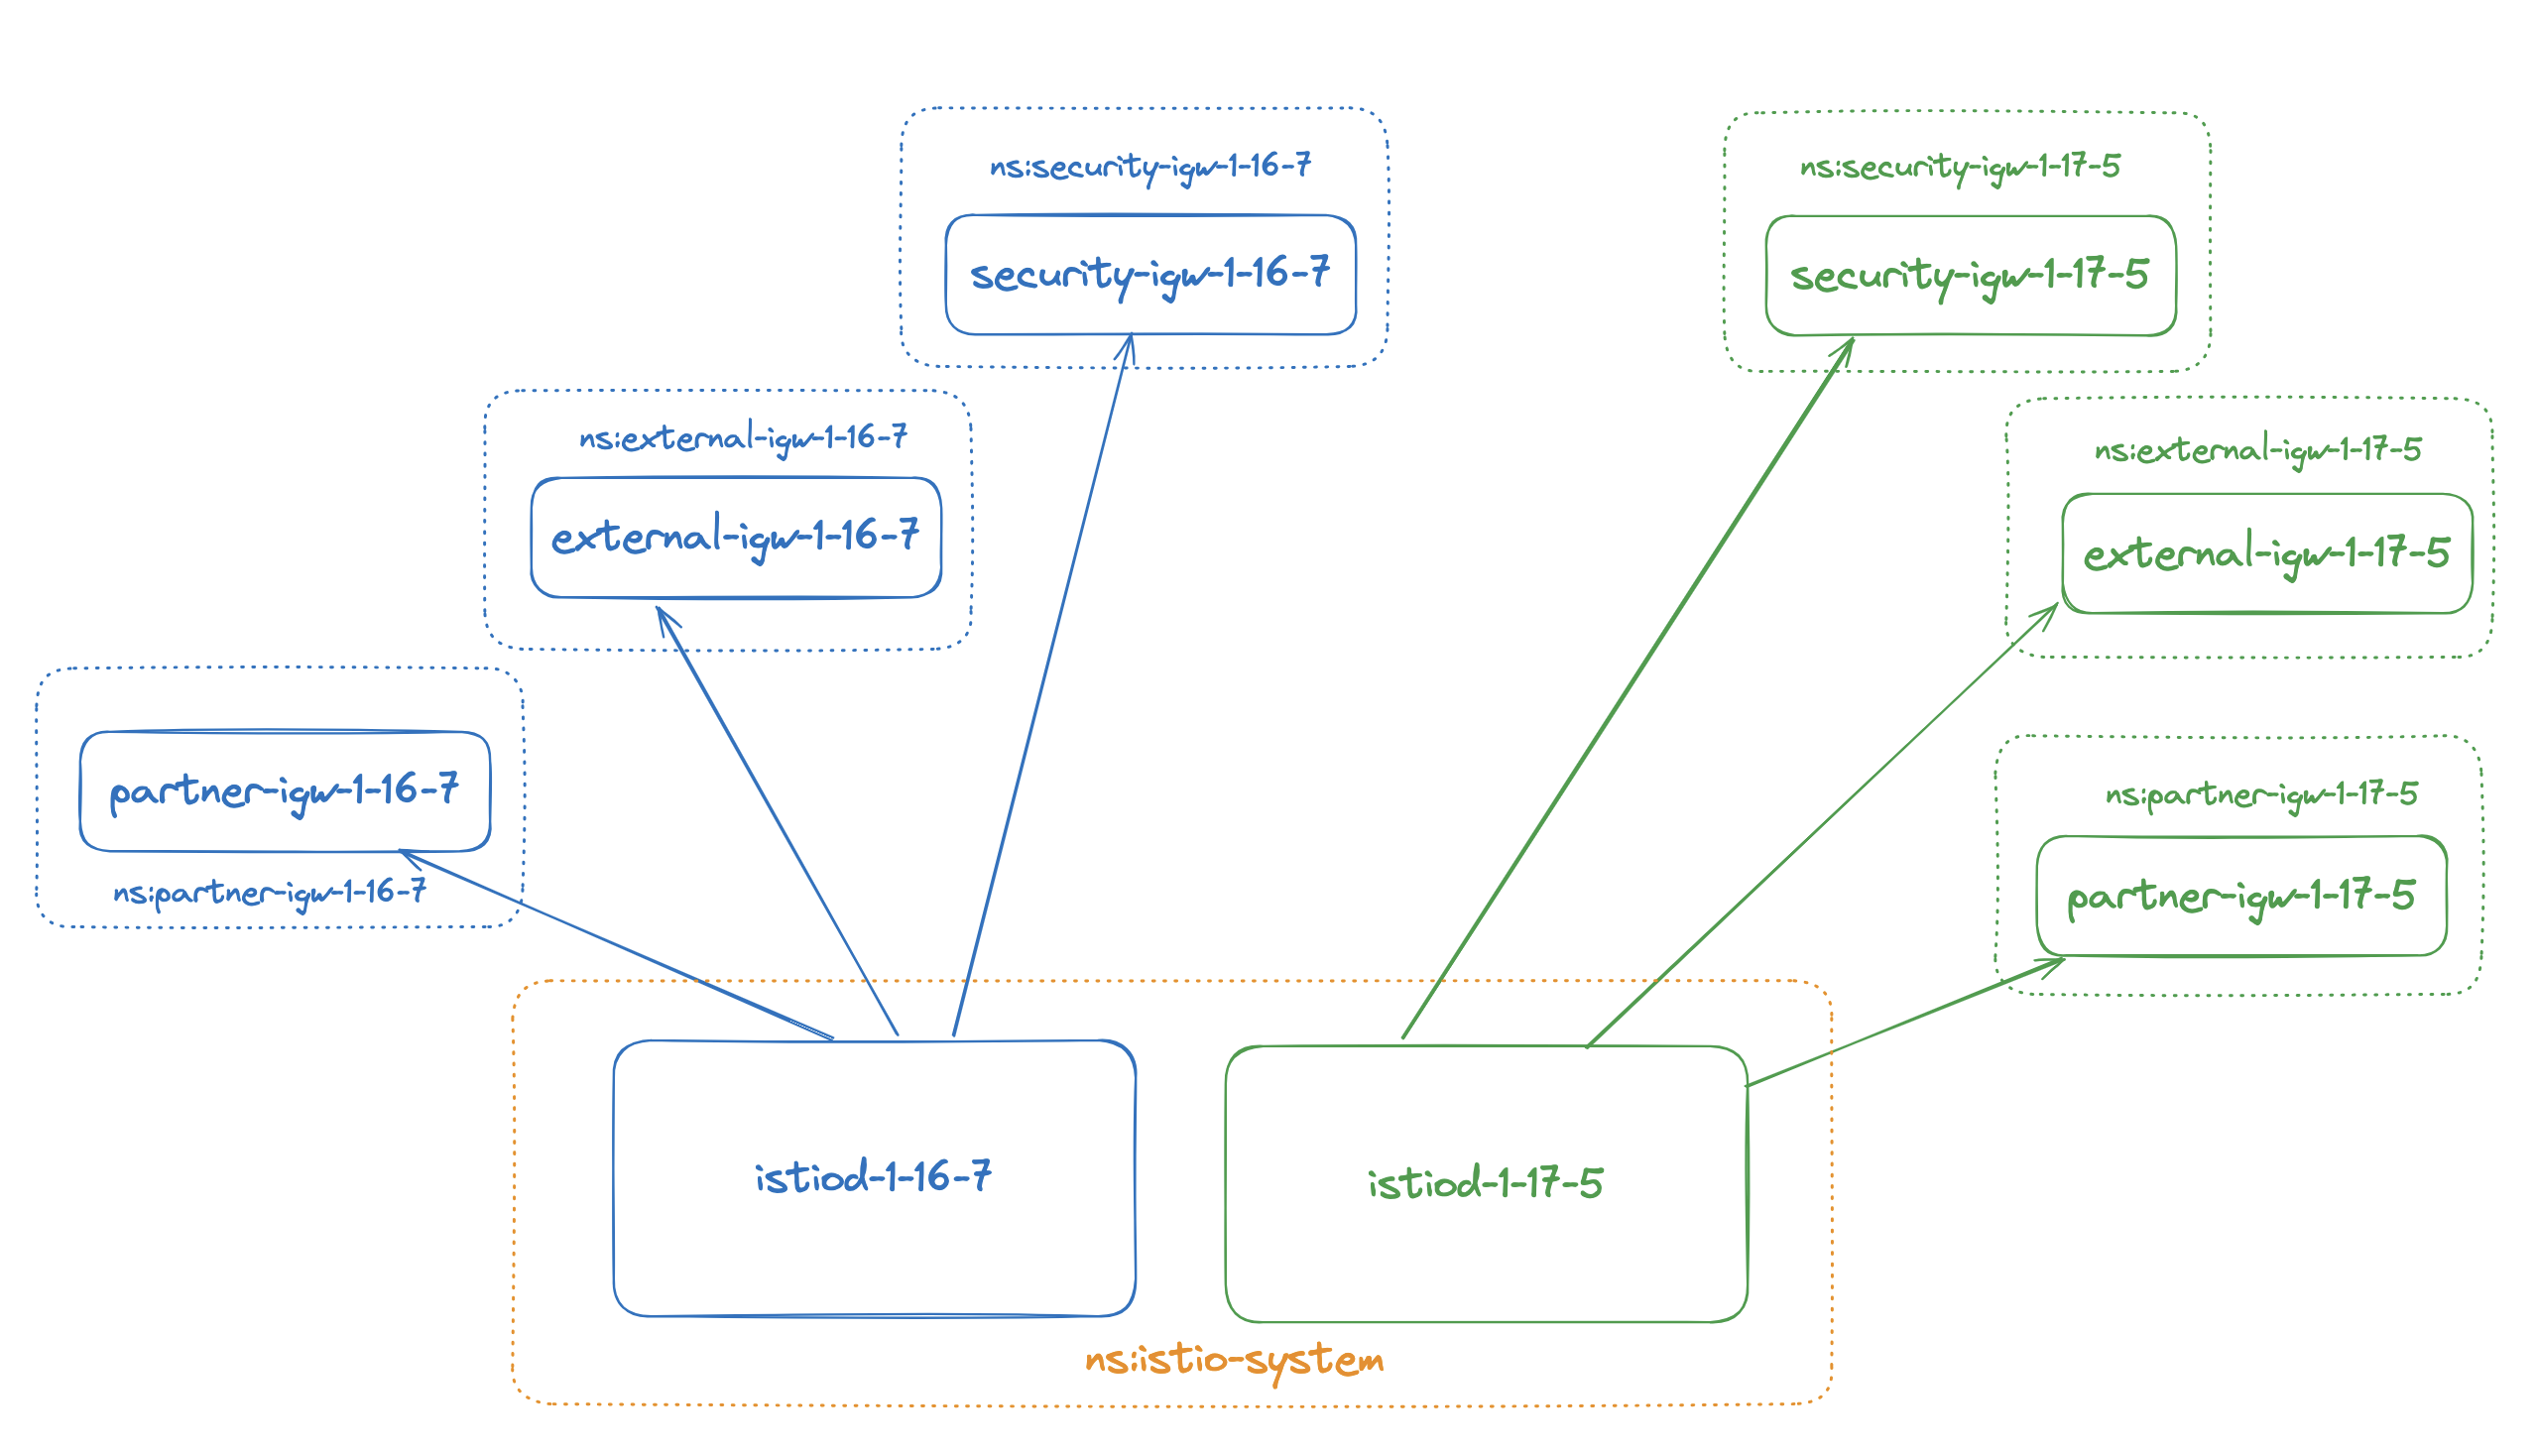 ns:security-igw-1-16-7
security-igw-1-16-7
ns:security-igw-1-17-5
security-igw-1-17-5
ns:external-igw-1-16-7
external-igw-1-16-7
ns:external-igw-1-17-5
external-igw-1-17-5
partner-igw-1-16-7
ns:partner-igw-1-16-7
ns:partner-igw-1-17-5
partner-igw-1-17-5
istiod-1-16-7
istiod-1-17-5
ns:istio-system